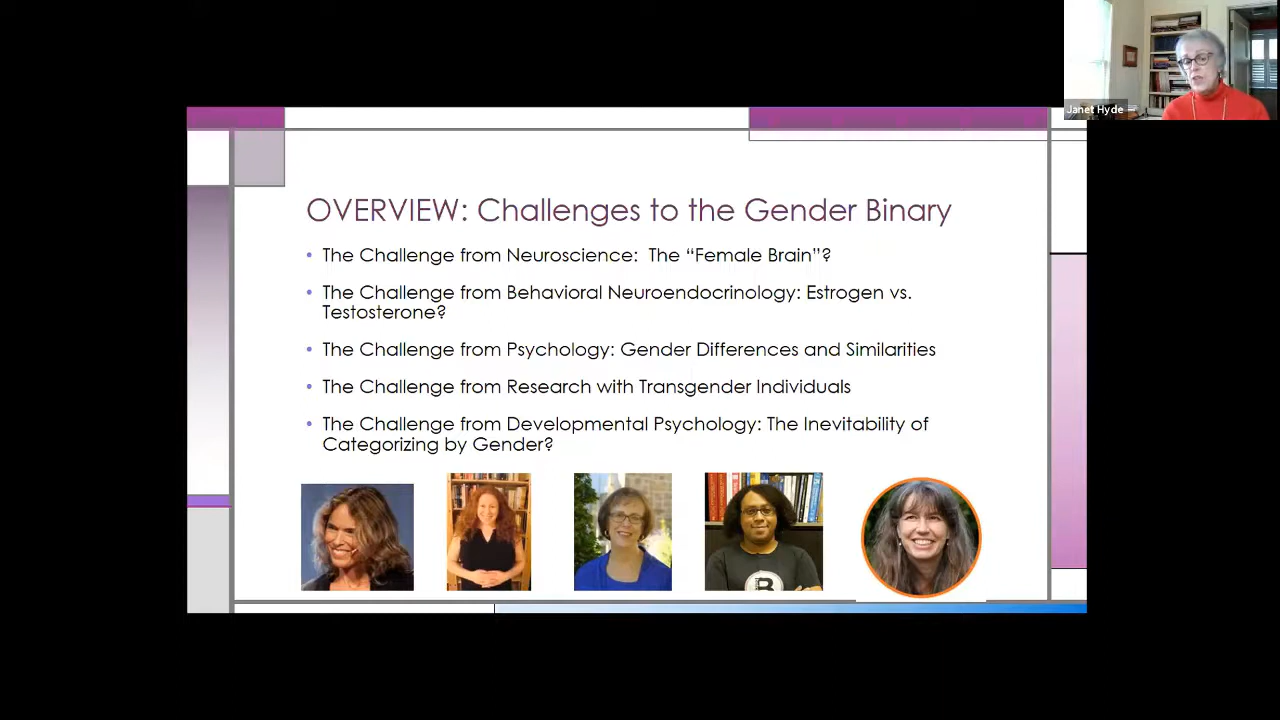 Janet Hyde
OVERVIEW: Challenges to the Gender Binary
• The Challenge from Neuroscience: The “Female Brain”?
• The Challenge from Behavioral Neuroendocrinology: Estrogen vs.
Testosterone?
• The Challenge from Psychology: Gender Differences and Similarities
• The Challenge from Research with Transgender Individuals
• The Challenge from Developmental Psychology: The Inevitability of
Categorizing by Gender?
B